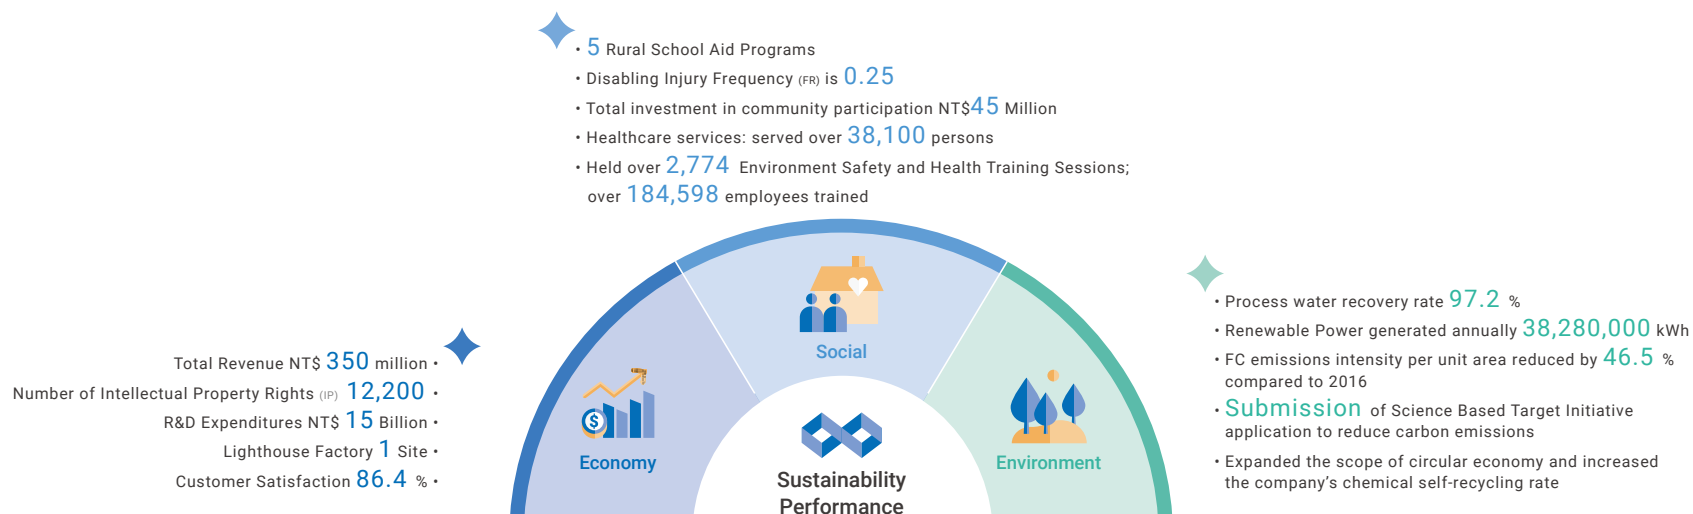 • 5 Rural School Aid Programs
• Disabling Injury Frequency (FR) is 0.25
• Total investment in community participation NT$45 Million
• Healthcare services: served over 38,100 persons
• Held over 2,774 Environment Safety and Health Training Sessions;
over 184,598 employees trained
Total Revenue NT$ 350 million •
Number of Intellectual Property Rights (IP) 12,200 •
R&D Expenditures NT$ 15 Billion •
Lighthouse Factory 1 Site •
Customer Satisfaction 86.4 % •
$
Economy
Social
Environment
Sustainability
Performance
• Process water recovery rate 97.2 %
• Renewable Power generated annually 38,280,000 kWh
• FC emissions intensity per unit area reduced by 46.5 %
compared to 2016
• Submission of Science Based Target Initiative
application to reduce carbon emissions
• Expanded the scope of circular economy and increased
the company's chemical self-recycling rate